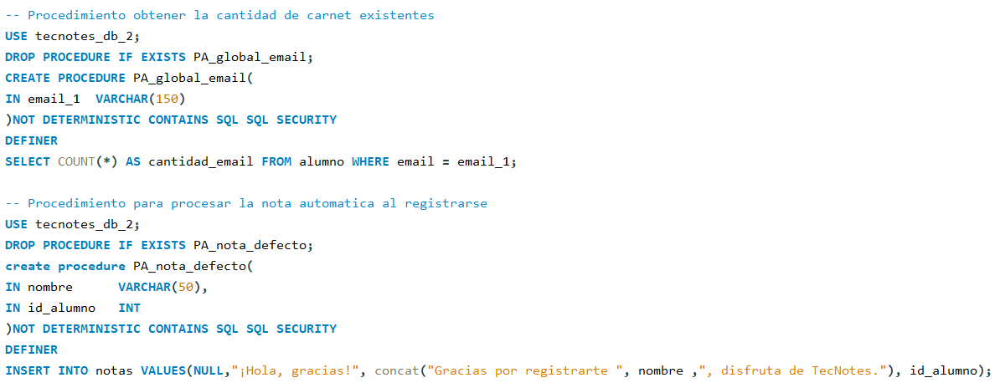 -- Procedimiento obtener la cantidad de carnet existentes
USE tecnotes_db_2;
DROP PROCEDURE IF EXISTS PA_global_email;
CREATE PROCEDURE PA_global_email(
IN email_1  VARCHAR(150)
)NOT DETERMINISTIC CONTAINS SQL SQL SECURITY
DEFINER
SELECT COUNT(*) AS cantidad_email FROM alumno WHERE email = email_1;

-- Procedimiento para procesar la nota automatica al registrarse
USE tecnotes_db_2;
DROP PROCEDURE IF EXISTS PA_nota_defecto;
create procedure PA_nota_defecto(
IN nombre      VARCHAR(50),
IN id_alumno   INT
)NOT DETERMINISTIC CONTAINS SQL SQL SECURITY
DEFINER
INSERT INTO notas VALUES(NULL,"¡Hola, gracias!", concat("Gracias por registrarte ", nombre ,", disfruta de TecNotes."), id_alumno);